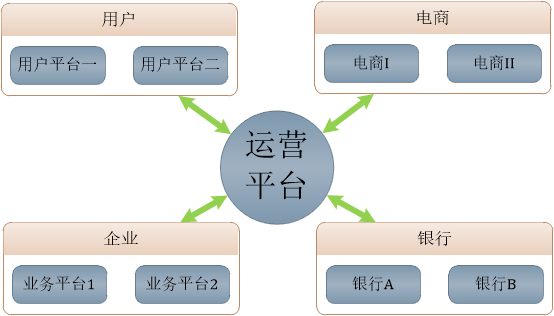 用户
用户平台一
用户平台二
电商
电商I
电商II
运营
平台
企业
业务平台1
业务平台2
银行
银行A
银行B